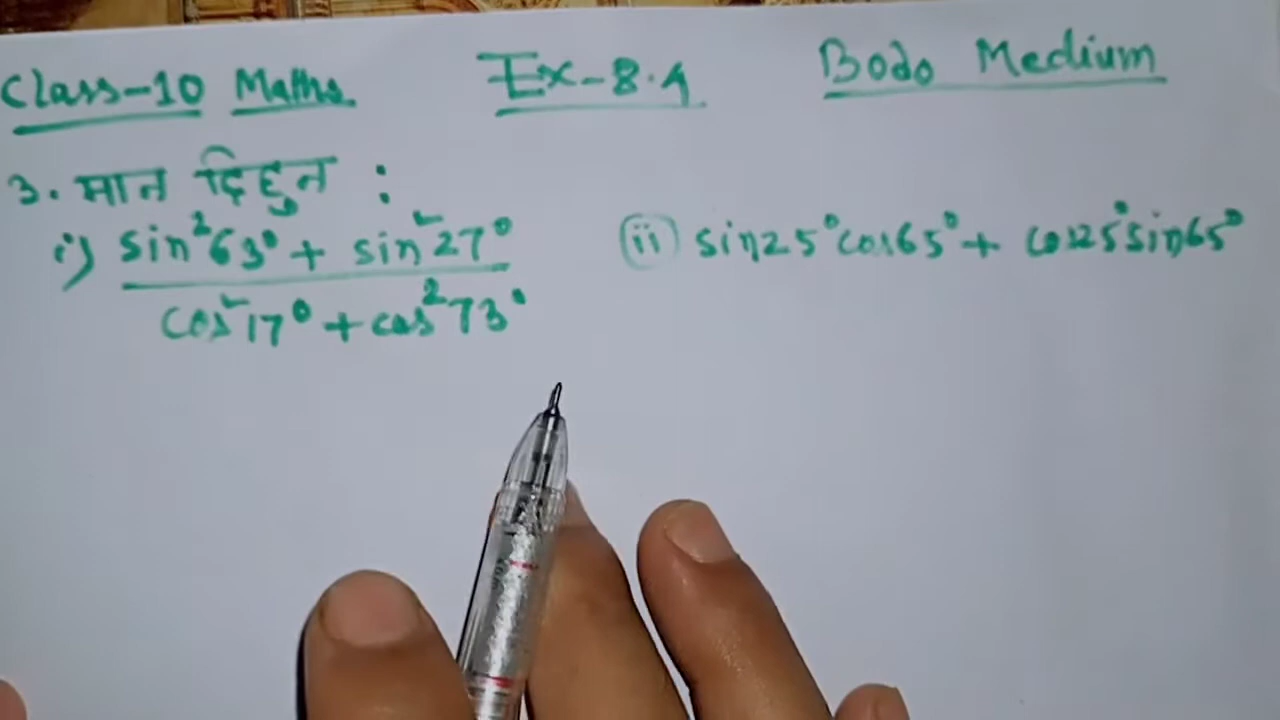 Class-10 Maths Ex-8.4 Bodo Medium
3. मान दिहुन :
i) sin²63° + sin²27° (ii) sin25°cos65° + cos25°sin65°
cos²17° + cos²73°